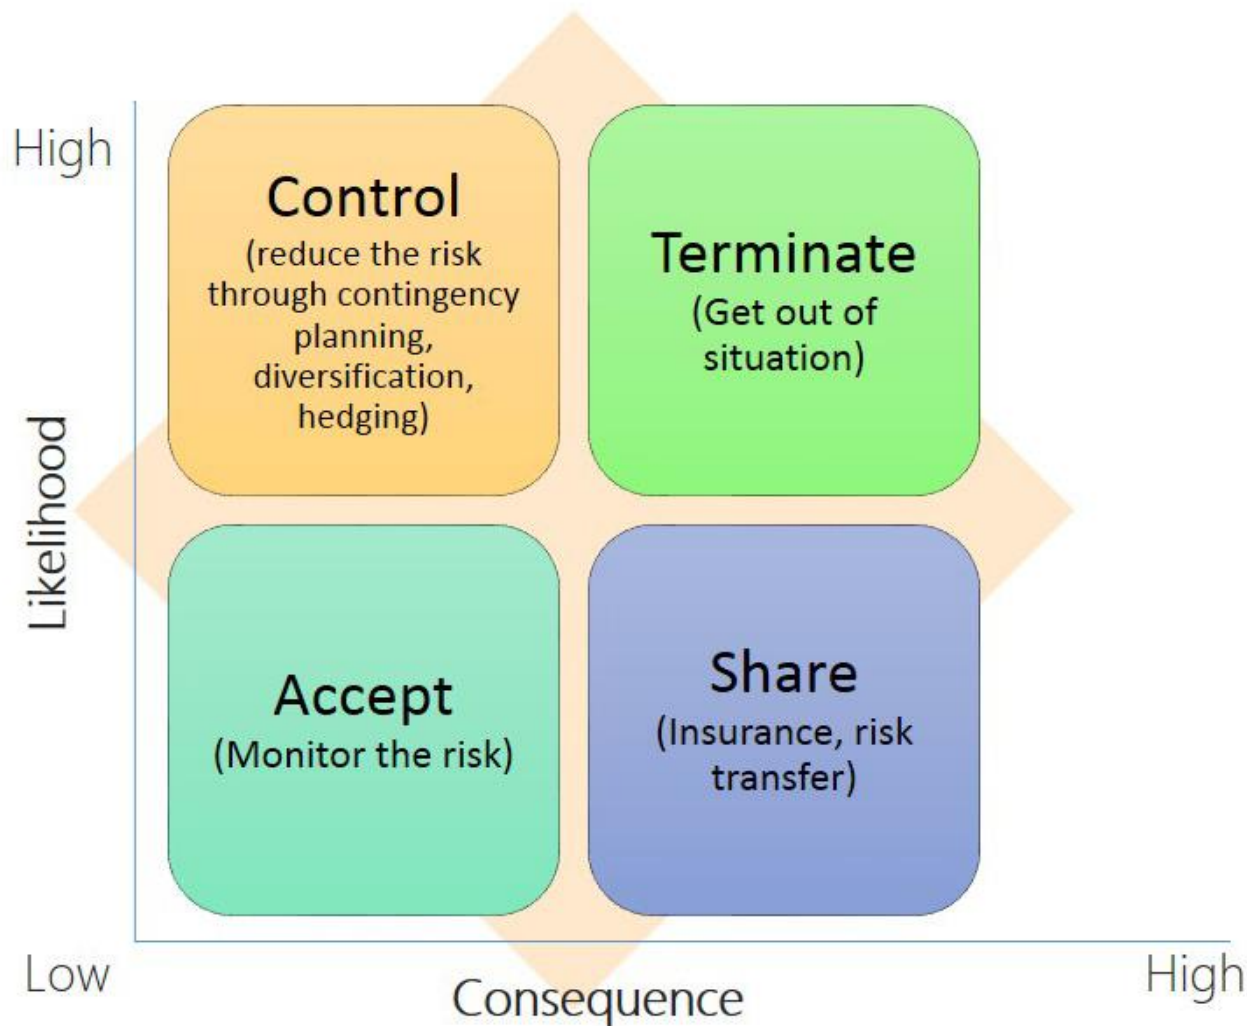 High
Control
(reduce the risk
through contingency
planning,
diversification,
hedging)
Terminate
(Get out of
situation)
Likelihood
Accept
(Monitor the risk)
Share
(Insurance, risk
transfer)
Low
Consequence
High